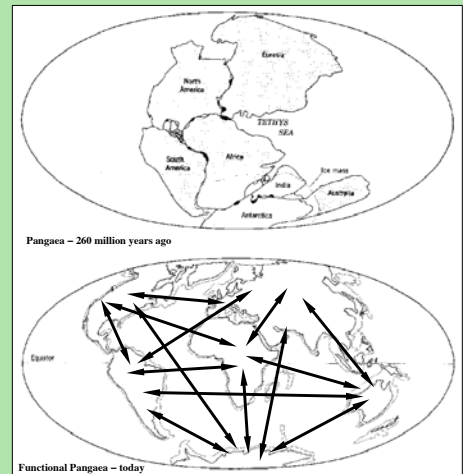 Eurasia
North
America
TETHYS
SEA
South
America
Africa
India
Ice mass
Australia
Antarctica
Pangaea – 260 million years ago
Equator
Functional Pangaea – today